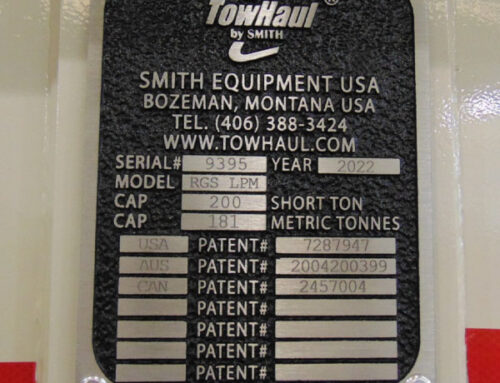 TowHaul ®
by SMITH
SMITH EQUIPMENT USA
BOZEMAN, MONTANA USA
TEL. (406) 388-3424
WWW.TOWHAUL.COM
SERIAL# 9395 YEAR 2022
MODEL RGS LPM
CAP 200 SHORT TON
CAP 181 METRIC TONNES
USA PATENT# 7287947
AUS PATENT# 2004200399
CAN PATENT# 2457004
PATENT#
PATENT#
PATENT#
PATENT#